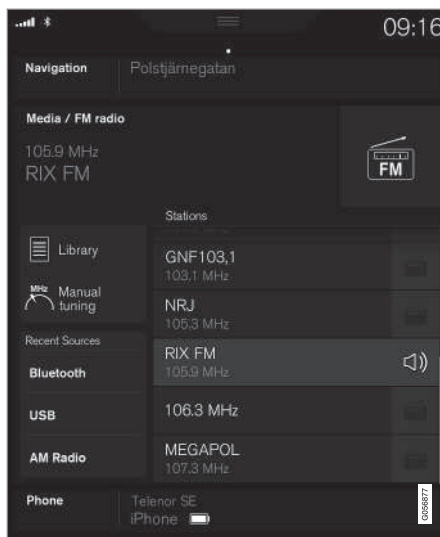 09:16
Navigation
Polstjärnegatan
Media / FM radio
105.9 MHz
RIX FM
FM
Stations
Library
MHz
Manual
tuning
Recent Sources
Bluetooth
USB
AM Radio
GNF103,1
103.1 MHz
NRJ
105.3 MHz
RIX FM
105.9 MHz
106.3 MHz
MEGAPOL
107.3 MHz
Phone
Telenor SE
iPhone
G056877